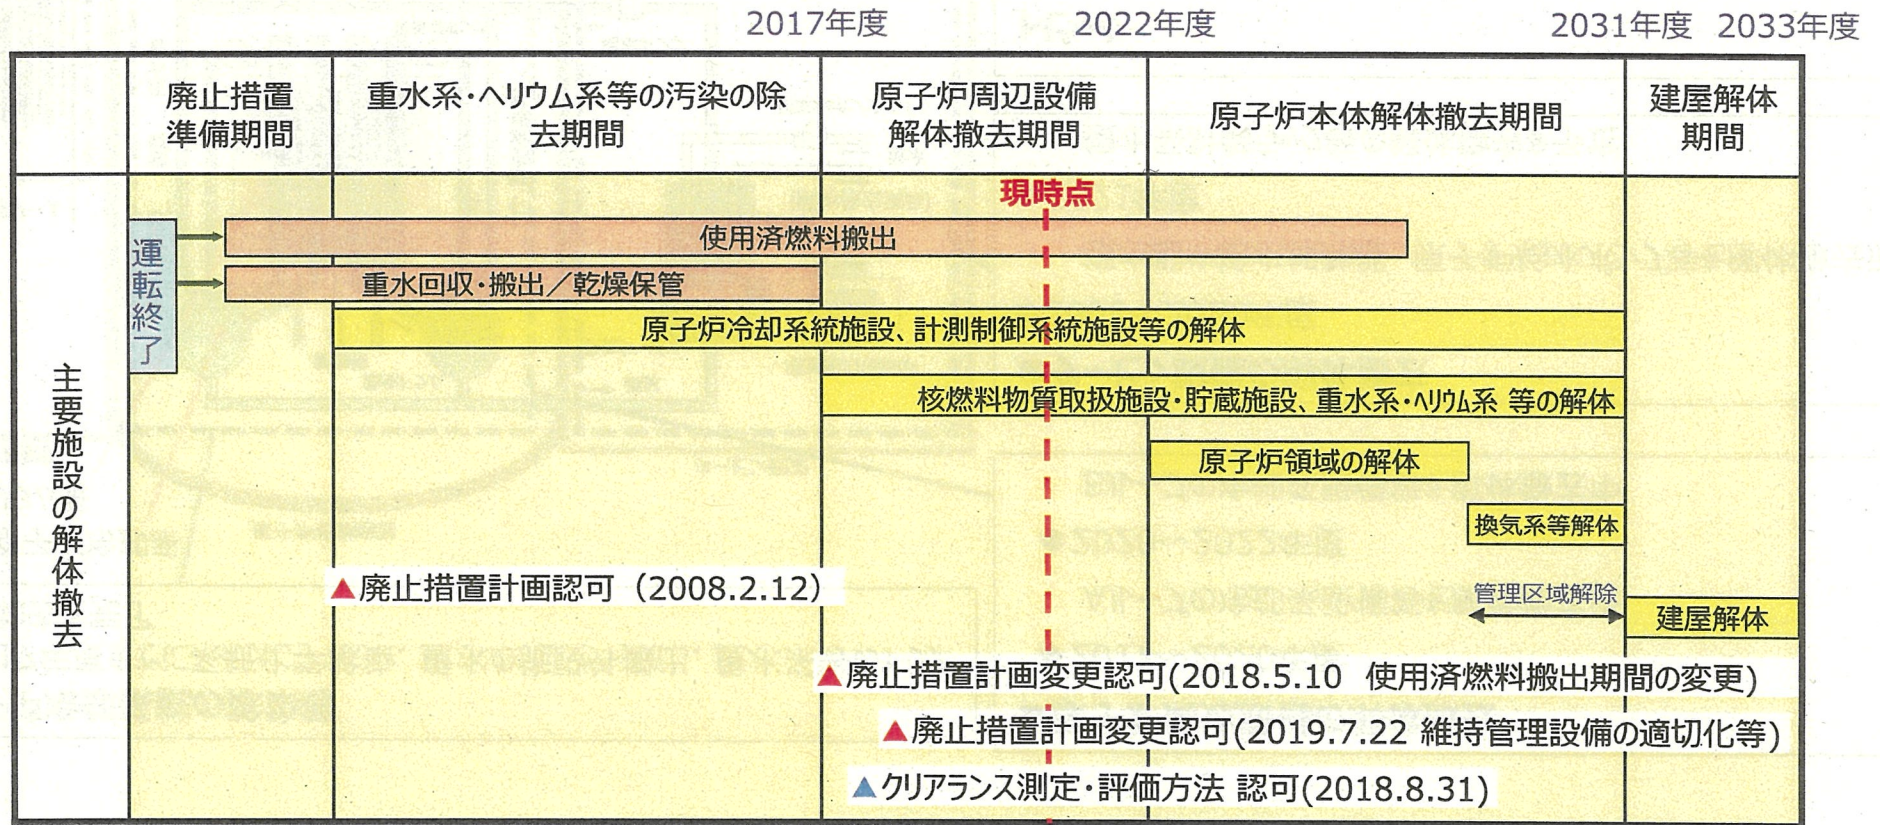 2017年度 2022年度 2031年度 2033年度
廃止措置
準備期間
重水系・ヘリウム系等の汚染の除
去期間
原子炉周辺設備
解体撤去期間
原子炉本体解体撤去期間
建屋解体
期間
主要施設の解体撤去
運転終了
現時点
使用済燃料搬出
重水回収・搬出／乾燥保管
原子炉冷却系統施設、計測制御系統施設等の解体
核燃料物質取扱施設・貯蔵施設、重水系・ヘリウム系 等の解体
原子炉領域の解体
換気系等解体
▲廃止措置計画認可（2008.2.12）
管理区域解除
建屋解体
▲廃止措置計画変更認可(2018.5.10 使用済燃料搬出期間の変更)
▲廃止措置計画変更認可(2019.7.22 維持管理設備の適切化等)
▲クリアランス測定・評価方法 認可(2018.8.31)